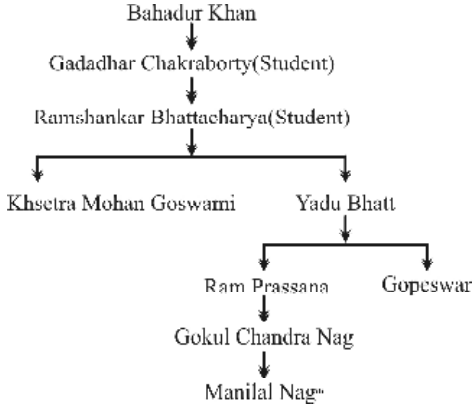 Bahadur Khan
Gadadhar Chakraborty(Student)
Ramshankar Bhattacharya(Student)
Khsetra Mohan Goswami Yadu Bhatt
Ram Prassana Gopeswar
Gokul Chandra Nag
Manilal Nag